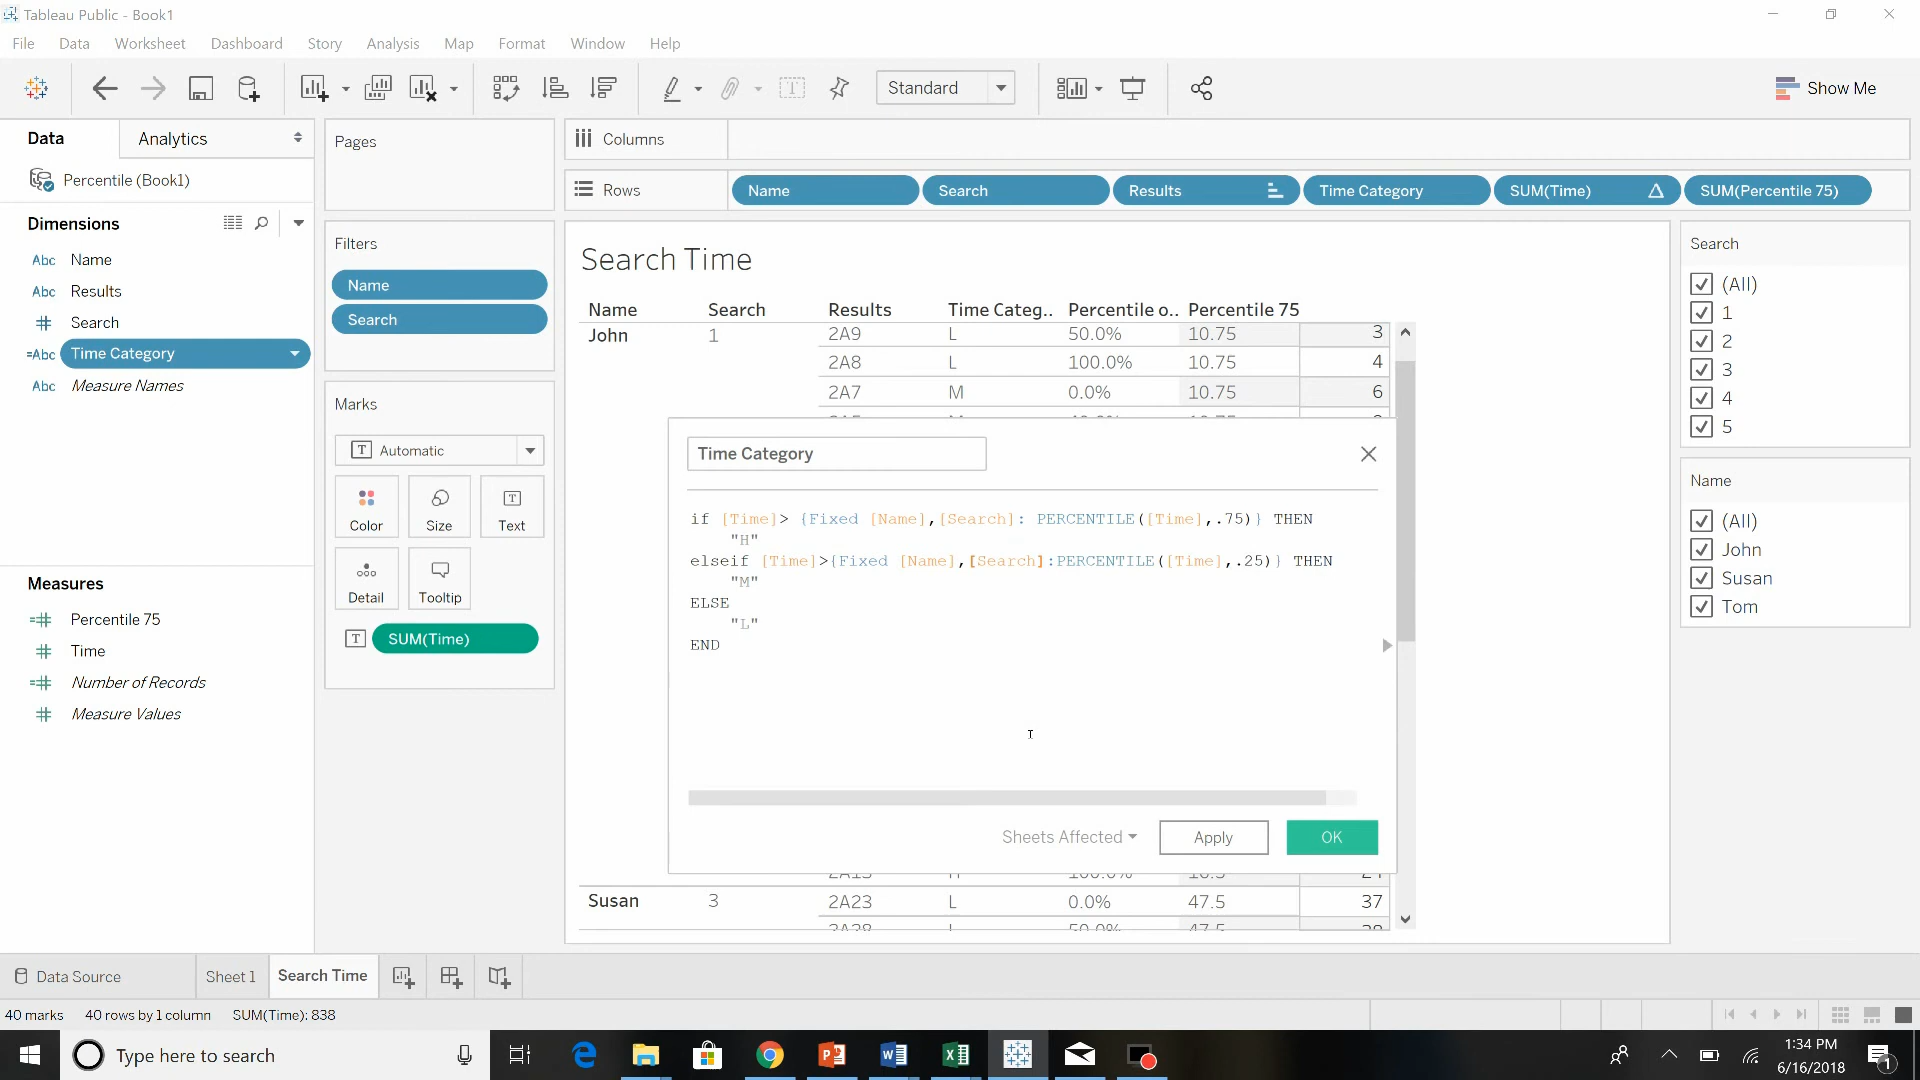 Tableau Public - Book1
File Data Worksheet Dashboard Story Analysis Map Format Window Help
Standard
Show Me
Data
Analytics
Percentile (Book1)
Dimensions
Abc Name
Abc Results
Search
=Abc Time Category
Abc Measure Names
Measures
Percentile 75
Time
Number of Records
Measure Values
Pages
Filters
Name
Search
Marks
T Automatic
Color Size Text
Detail Tooltip
T SUM(Time)
Columns
Rows Name Search Results Time Category SUM(Time) SUM(Percentile 75)
Search Time
Name Search Results Time Categ.. Percentile o.. Percentile 75
John 1 2A9 L 50.0% 10.75 3
2A8 L 100.0% 10.75 4
2A7 M 0.0% 10.75 6
Time Category
if [Time]> {Fixed [Name],[Search]: PERCENTILE([Time],.75)} THEN
"H"
elseif [Time]>{Fixed [Name],[Search]:PERCENTILE([Time],.25)} THEN
"M"
ELSE
"L"
END
Sheets Affected Apply OK
Susan 3 2A23 L 0.0% 47.5 37
Search
(All)
1
2
3
4
5
Name
(All)
John
Susan
Tom
Data Source Sheet 1 Search Time
40 marks 40 rows by 1 column SUM(Time): 838
Type here to search
1:34 PM
6/16/2018
1